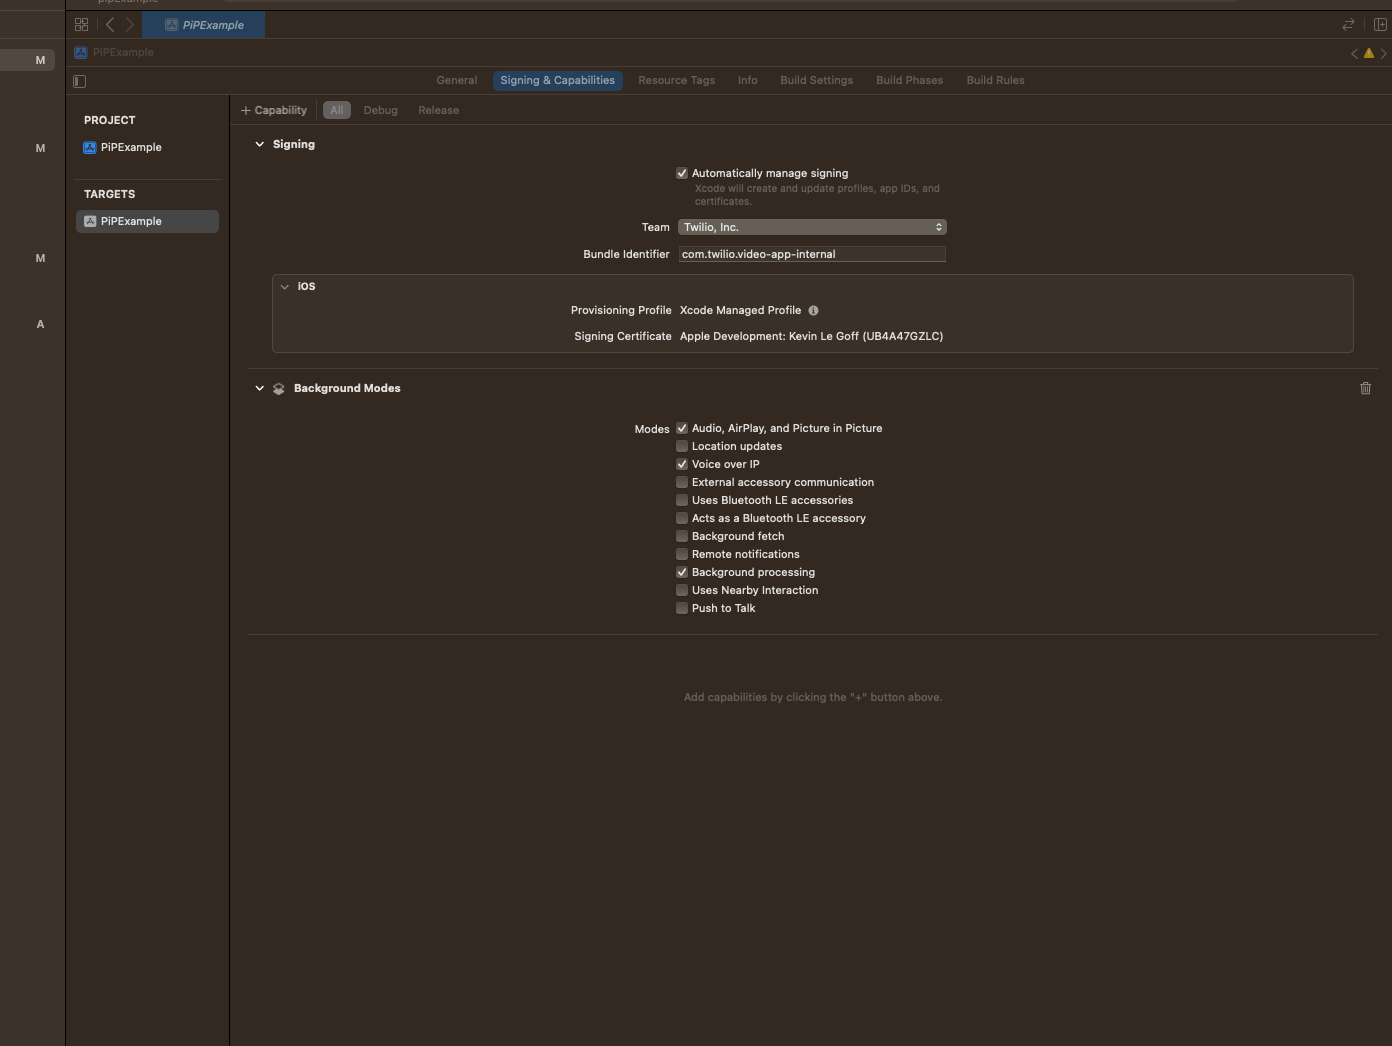 PiPExample
PiPExample
PiPExample
M
General Signing & Capabilities Resource Tags Info Build Settings Build Phases Build Rules
+ Capability All Debug Release
PROJECT
PiPExample
M
TARGETS
PiPExample
M
A
Signing
Automatically manage signing
Xcode will create and update profiles, app IDs, and
certificates.
Team Twilio, Inc.
Bundle Identifier com.twilio.video-app-internal
iOS
Provisioning Profile Xcode Managed Profile
Signing Certificate Apple Development: Kevin Le Goff (UB4A47GZLC)
Background Modes
Modes Audio, AirPlay, and Picture in Picture
Location updates
Voice over IP
External accessory communication
Uses Bluetooth LE accessories
Acts as a Bluetooth LE accessory
Background fetch
Remote notifications
Background processing
Uses Nearby Interaction
Push to Talk
Add capabilities by clicking the "+" button above.